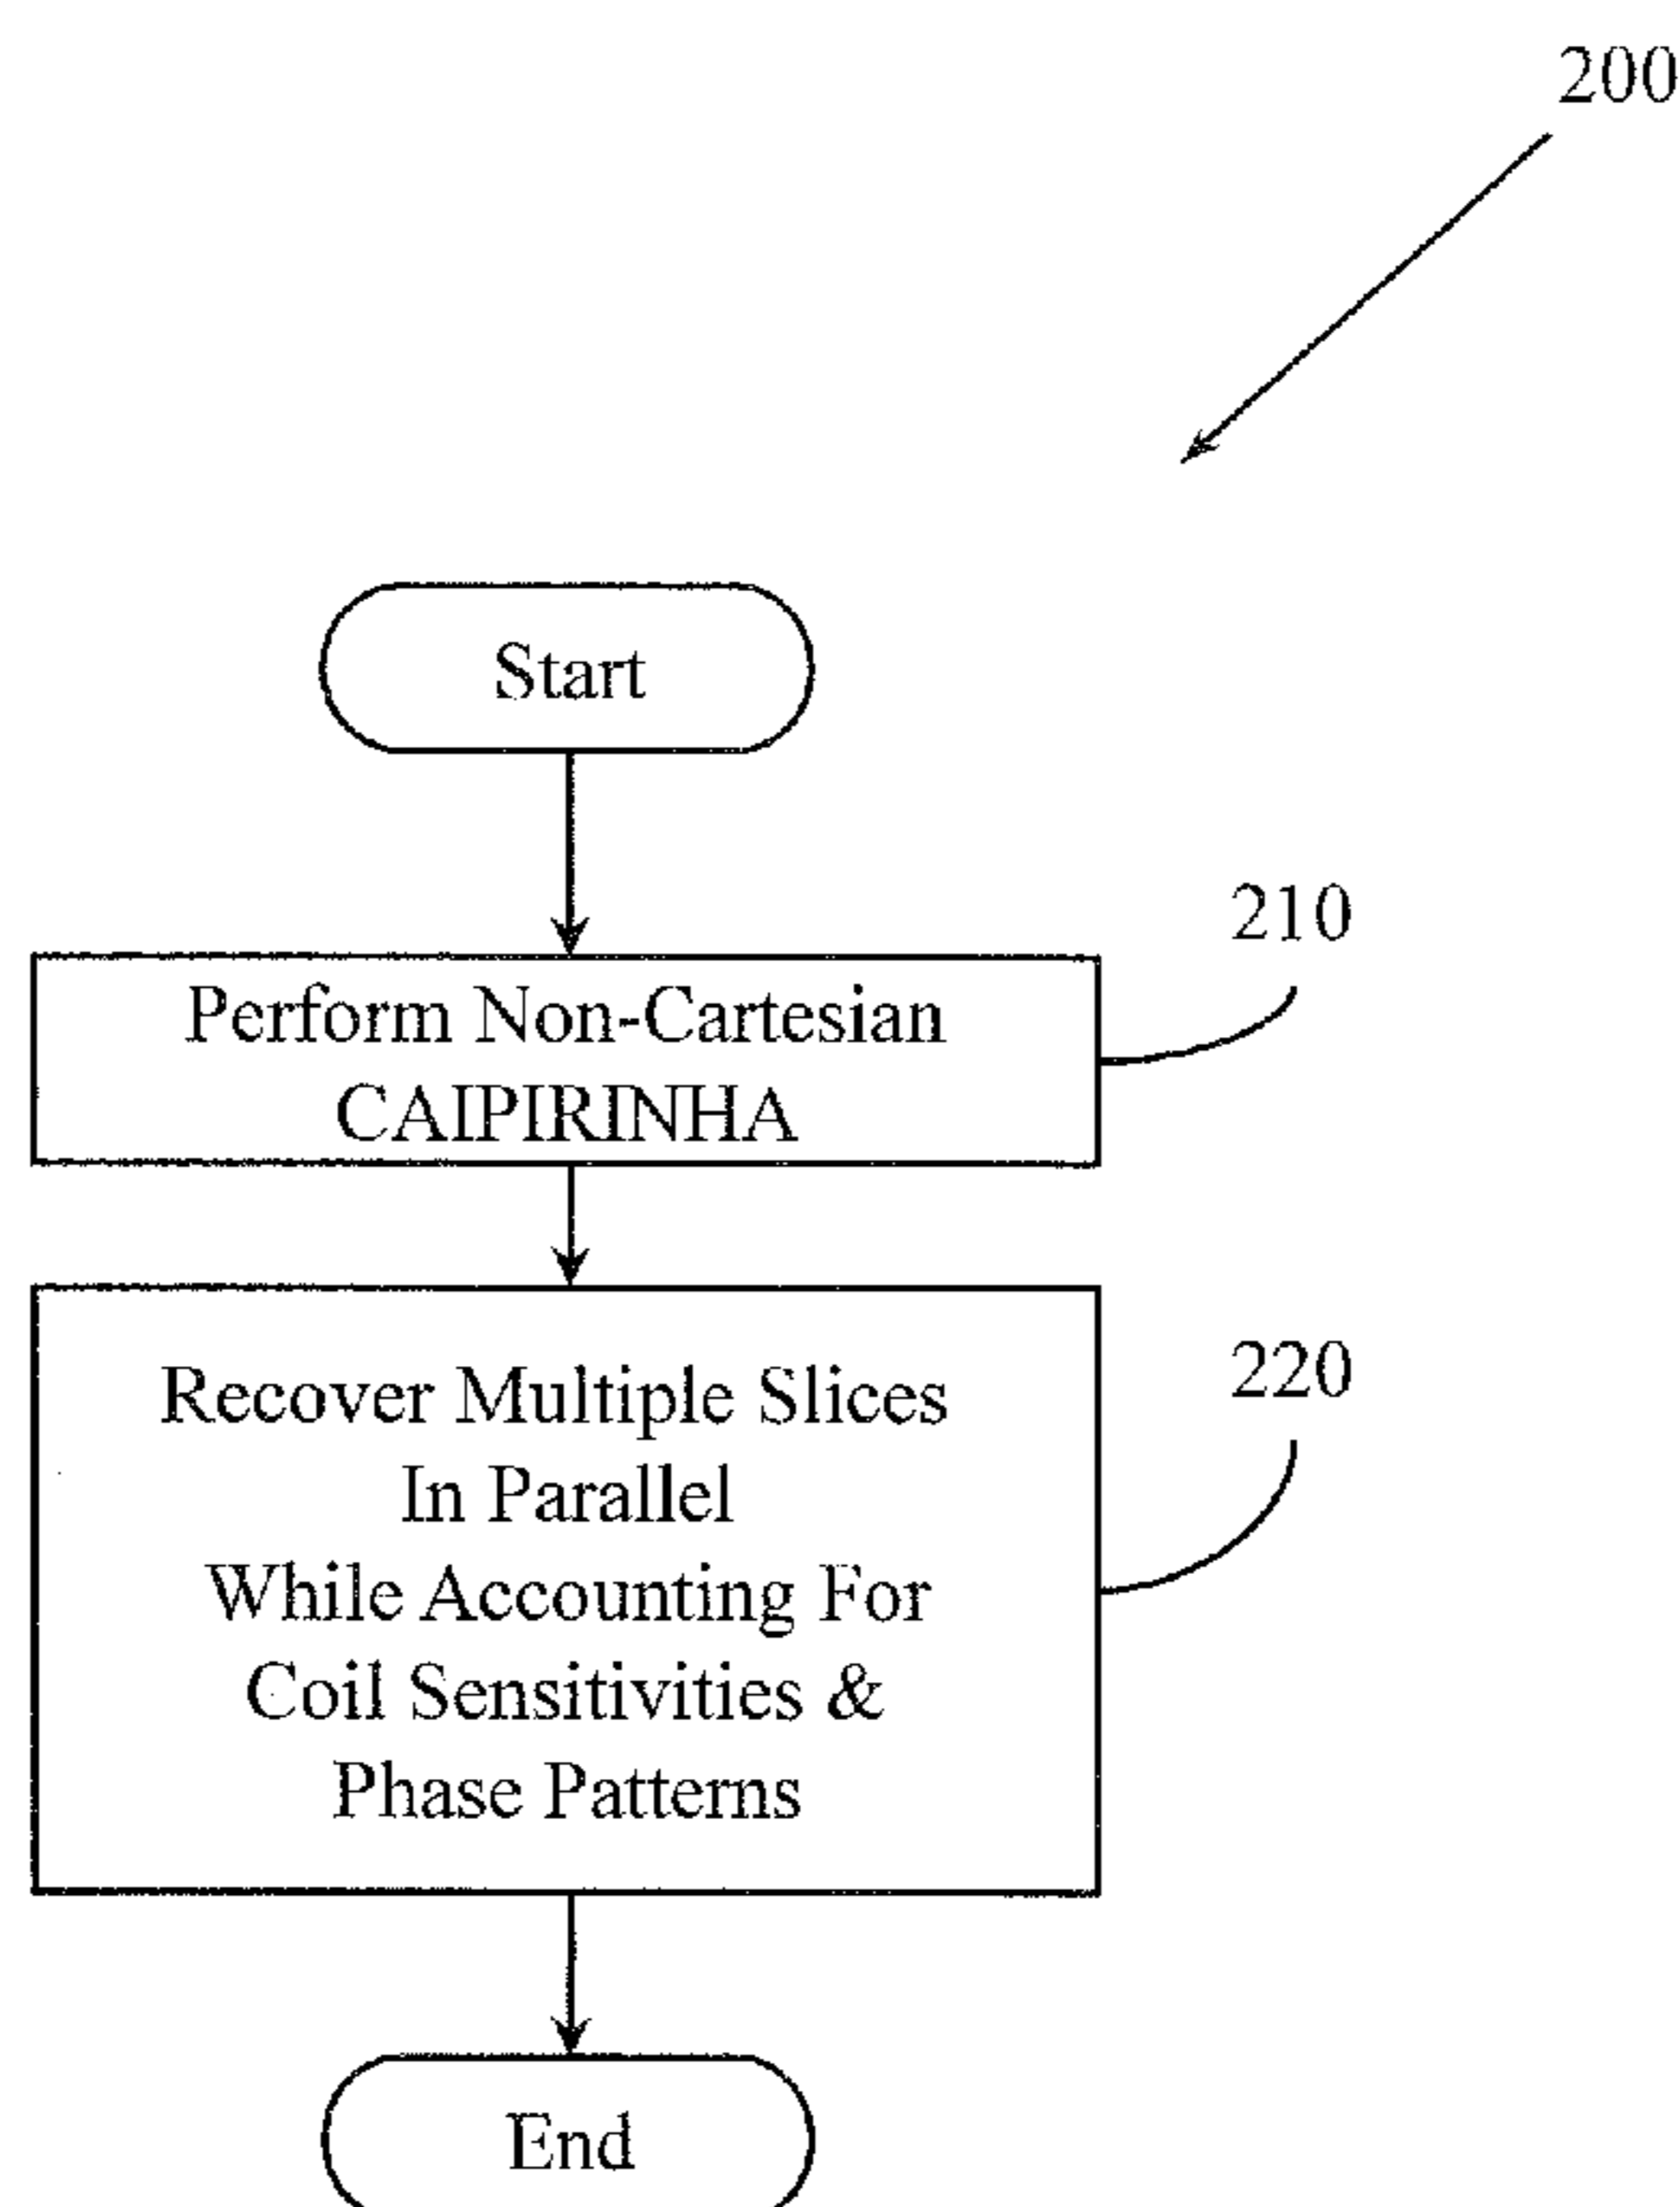 200
Start
210
Perform Non-Cartesian
CAIPIRINHA
220
Recover Multiple Slices
In Parallel
While Accounting For
Coil Sensitivities &
Phase Patterns
End